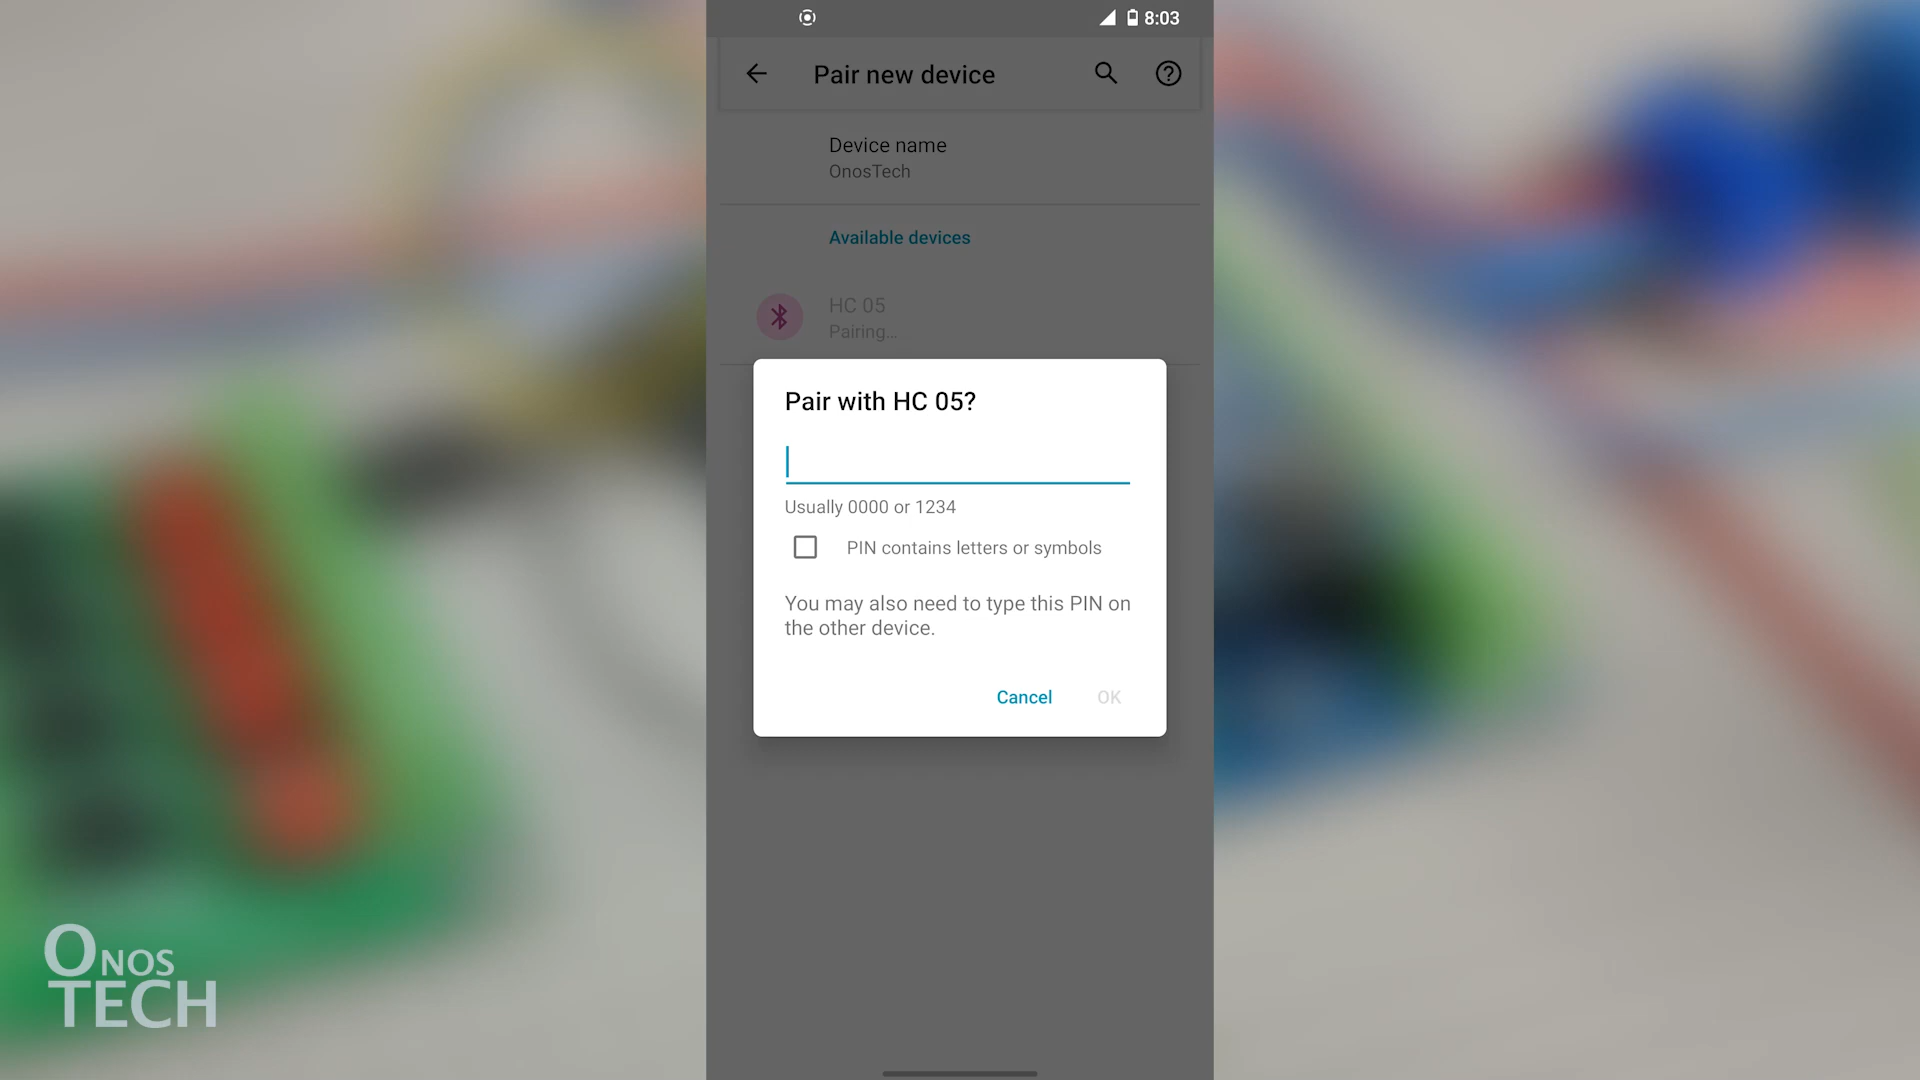 8:03
Pair new device
Device name
OnosTech
Available devices
HC 05
Pairing...
Pair with HC 05?
Usually 0000 or 1234
PIN contains letters or symbols
You may also need to type this PIN on
the other device.
Cancel OK
ONOS
TECH